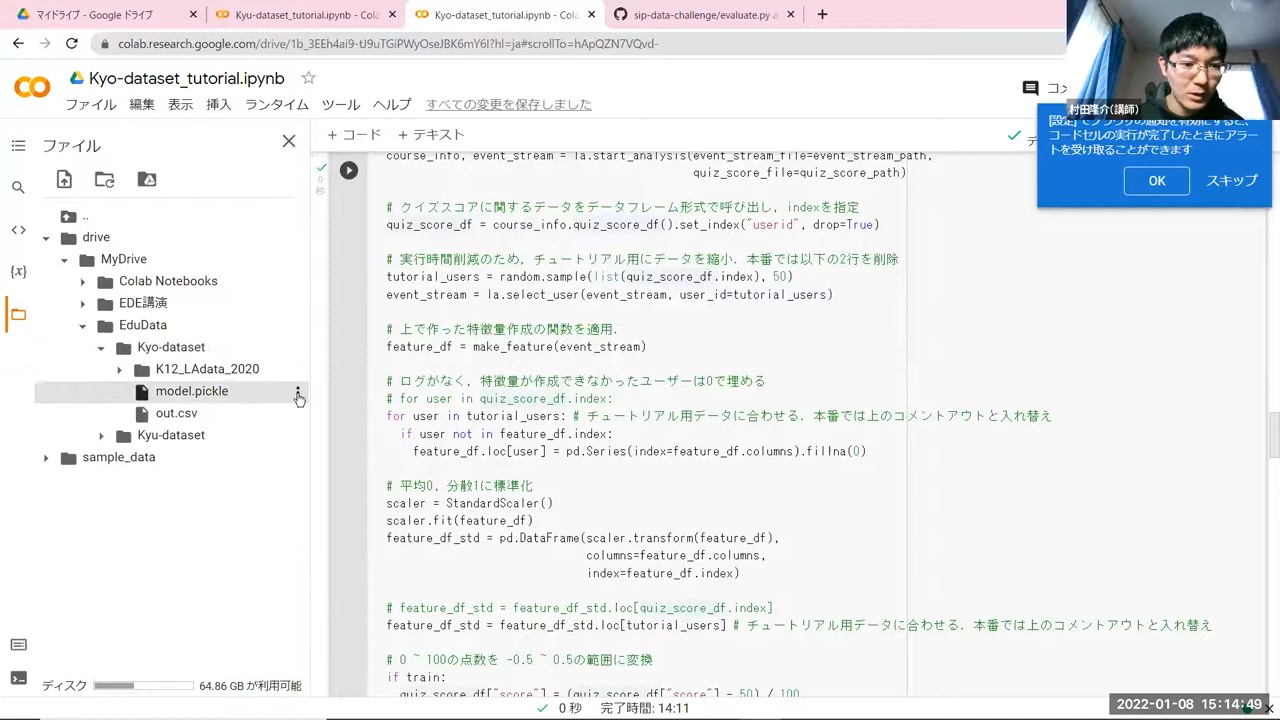 マイドライブ - Google ドライブ
Kyu-dataset_tutorial.ipynb - Cola
Kyo-dataset_tutorial.ipynb - Cola
sip-data-challenge/evaluate.py a
Kyo-dataset_tutorial.ipynb
ファイル 編集 表示 挿入 ランタイム ツール ヘルプ すべての変更を保存しました
コメ
村田隆介(講師)
[設定] でブラウザの通知を有効にすると、
コードセルの実行が完了したときにアラー
トを受け取ることができます
OK スキップ
ファイル
+ コード + テキスト
..
drive
MyDrive
Colab Notebooks
EDE講演
EduData
Kyo-dataset
K12_LAdata_2020
model.pickle
out.csv
Kyu-dataset
sample_data
ディスク 64.86 GB が利用可能
0
秒
course_info, event_stream = la.start_analysis(event_stream_file=event_stream_path,
quiz_score_file=quiz_score_path)
# クイズスコアに関するデータをデータフレーム形式で呼び出し，indexを指定
quiz_score_df = course_info.quiz_score_df().set_index("userid", drop=True)
# 実行時間削減のため，チュートリアル用にデータを縮小．本番では以下の2行を削除
tutorial_users = random.sample(list(quiz_score_df.index), 50)
event_stream = la.select_user(event_stream, user_id=tutorial_users)
# 上で作った特徴量作成の関数を適用．
feature_df = make_feature(event_stream)
# ログがなく，特徴量が作成できなかったユーザーは0で埋める
# for user in quiz_score_df.index:
for user in tutorial_users: # チュートリアル用データに合わせる．本番では上のコメントアウトと入れ替え
if user not in feature_df.index:
feature_df.loc[user] = pd.Series(index=feature_df.columns).fillna(0)
# 平均0，分散1に標準化
scaler = StandardScaler()
scaler.fit(feature_df)
feature_df_std = pd.DataFrame(scaler.transform(feature_df),
columns=feature_df.columns,
index=feature_df.index)
# feature_df_std = feature_df_std.loc[quiz_score_df.index]
feature_df_std = feature_df_std.loc[tutorial_users] # チュートリアル用データに合わせる．本番では上のコメントアウトと入れ替え
# 0 ~ 100の点数を -0.5 ~ 0.5の範囲に変換
if train:
quiz_score_df["score"] = (quiz_score_df["score"] - 50) / 100
0 秒 完了時間: 14:11
2022-01-08 15:14:49